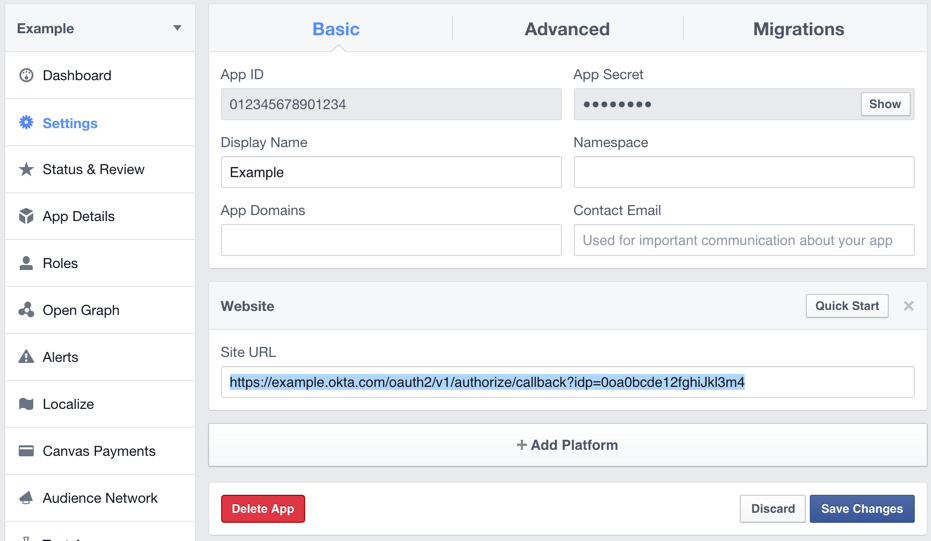 Example
Dashboard
Settings
Status & Review
App Details
Roles
Open Graph
Alerts
Localize
Canvas Payments
Audience Network
Basic Advanced Migrations
App ID App Secret
012345678901234 •••••••• Show
Display Name Namespace
Example
App Domains Contact Email
Used for important communication about your app
Website Quick Start
Site URL
https://example.okta.com/oauth2/v1/authorize/callback?idp=0oa0bcde12fghiJkl3m4
+ Add Platform
Delete App Discard Save Changes